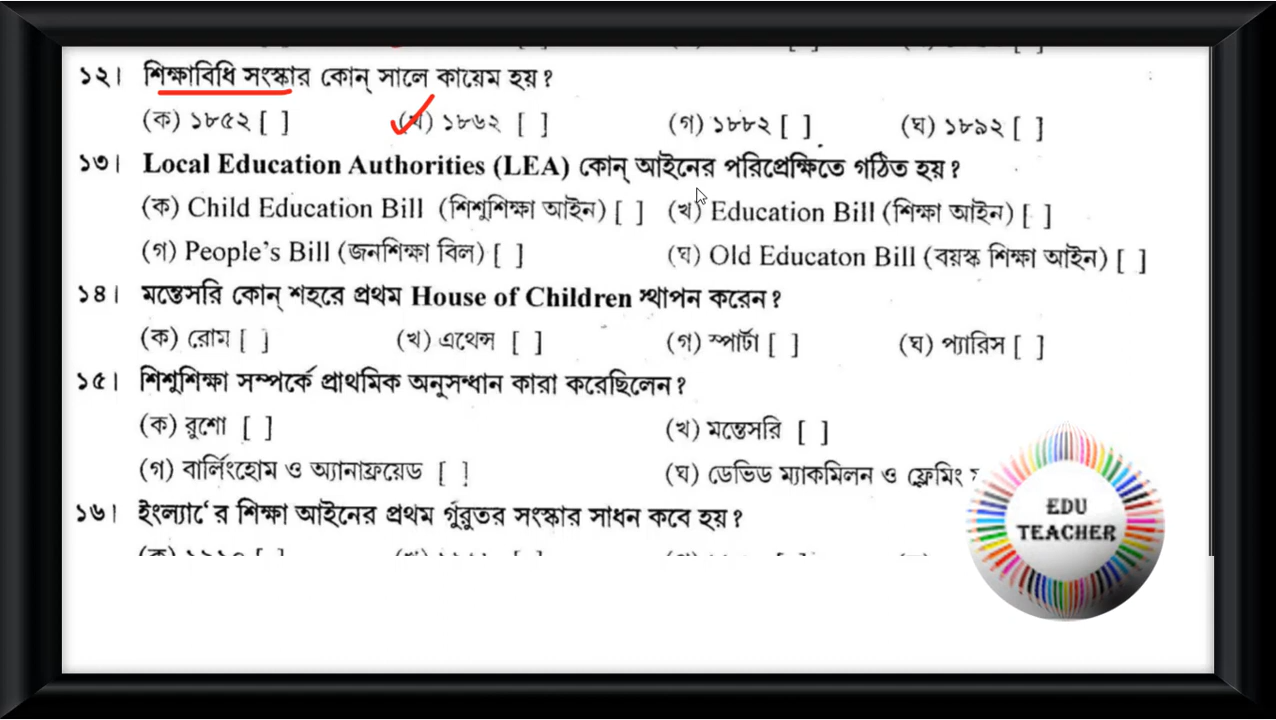 ১২। শিক্ষাবিধি সংস্কার কোন্ সালে কায়েম হয়?
(ক) ১৮৫২ [ ] (খ) ১৮৬২ [ ] (গ) ১৮৮২ [ ] (ঘ) ১৮৯২ [ ]
১৩। Local Education Authorities (LEA) কোন্ আইনের পরিপ্রেক্ষিতে গঠিত হয়?
(ক) Child Education Bill (শিশুশিক্ষা আইন) [ ] (খ) Education Bill (শিক্ষা আইন) [ ]
(গ) People's Bill (জনশিক্ষা বিল) [ ] (ঘ) Old Educaton Bill (বয়স্ক শিক্ষা আইন) [ ]
১৪। মন্তেসরি কোন্ শহরে প্রথম House of Children স্থাপন করেন?
(ক) রোম [ ] (খ) এথেন্স [ ] (গ) স্পার্টা [ ] (ঘ) প্যারিস [ ]
১৫। শিশুশিক্ষা সম্পর্কে প্রাথমিক অনুসন্ধান কারা করেছিলেন?
(ক) রুশো [ ] (খ) মন্তেসরি [ ]
(গ) বার্লিংহোম ও অ্যানাফ্রয়েড [ ] (ঘ) ডেভিড ম্যাকমিলন ও ফ্লেমিং
১৬। ইংল্যাণ্ডের শিক্ষা আইনের প্রথম গুরুতর সংস্কার সাধন কবে হয়?
EDU
TEACHER